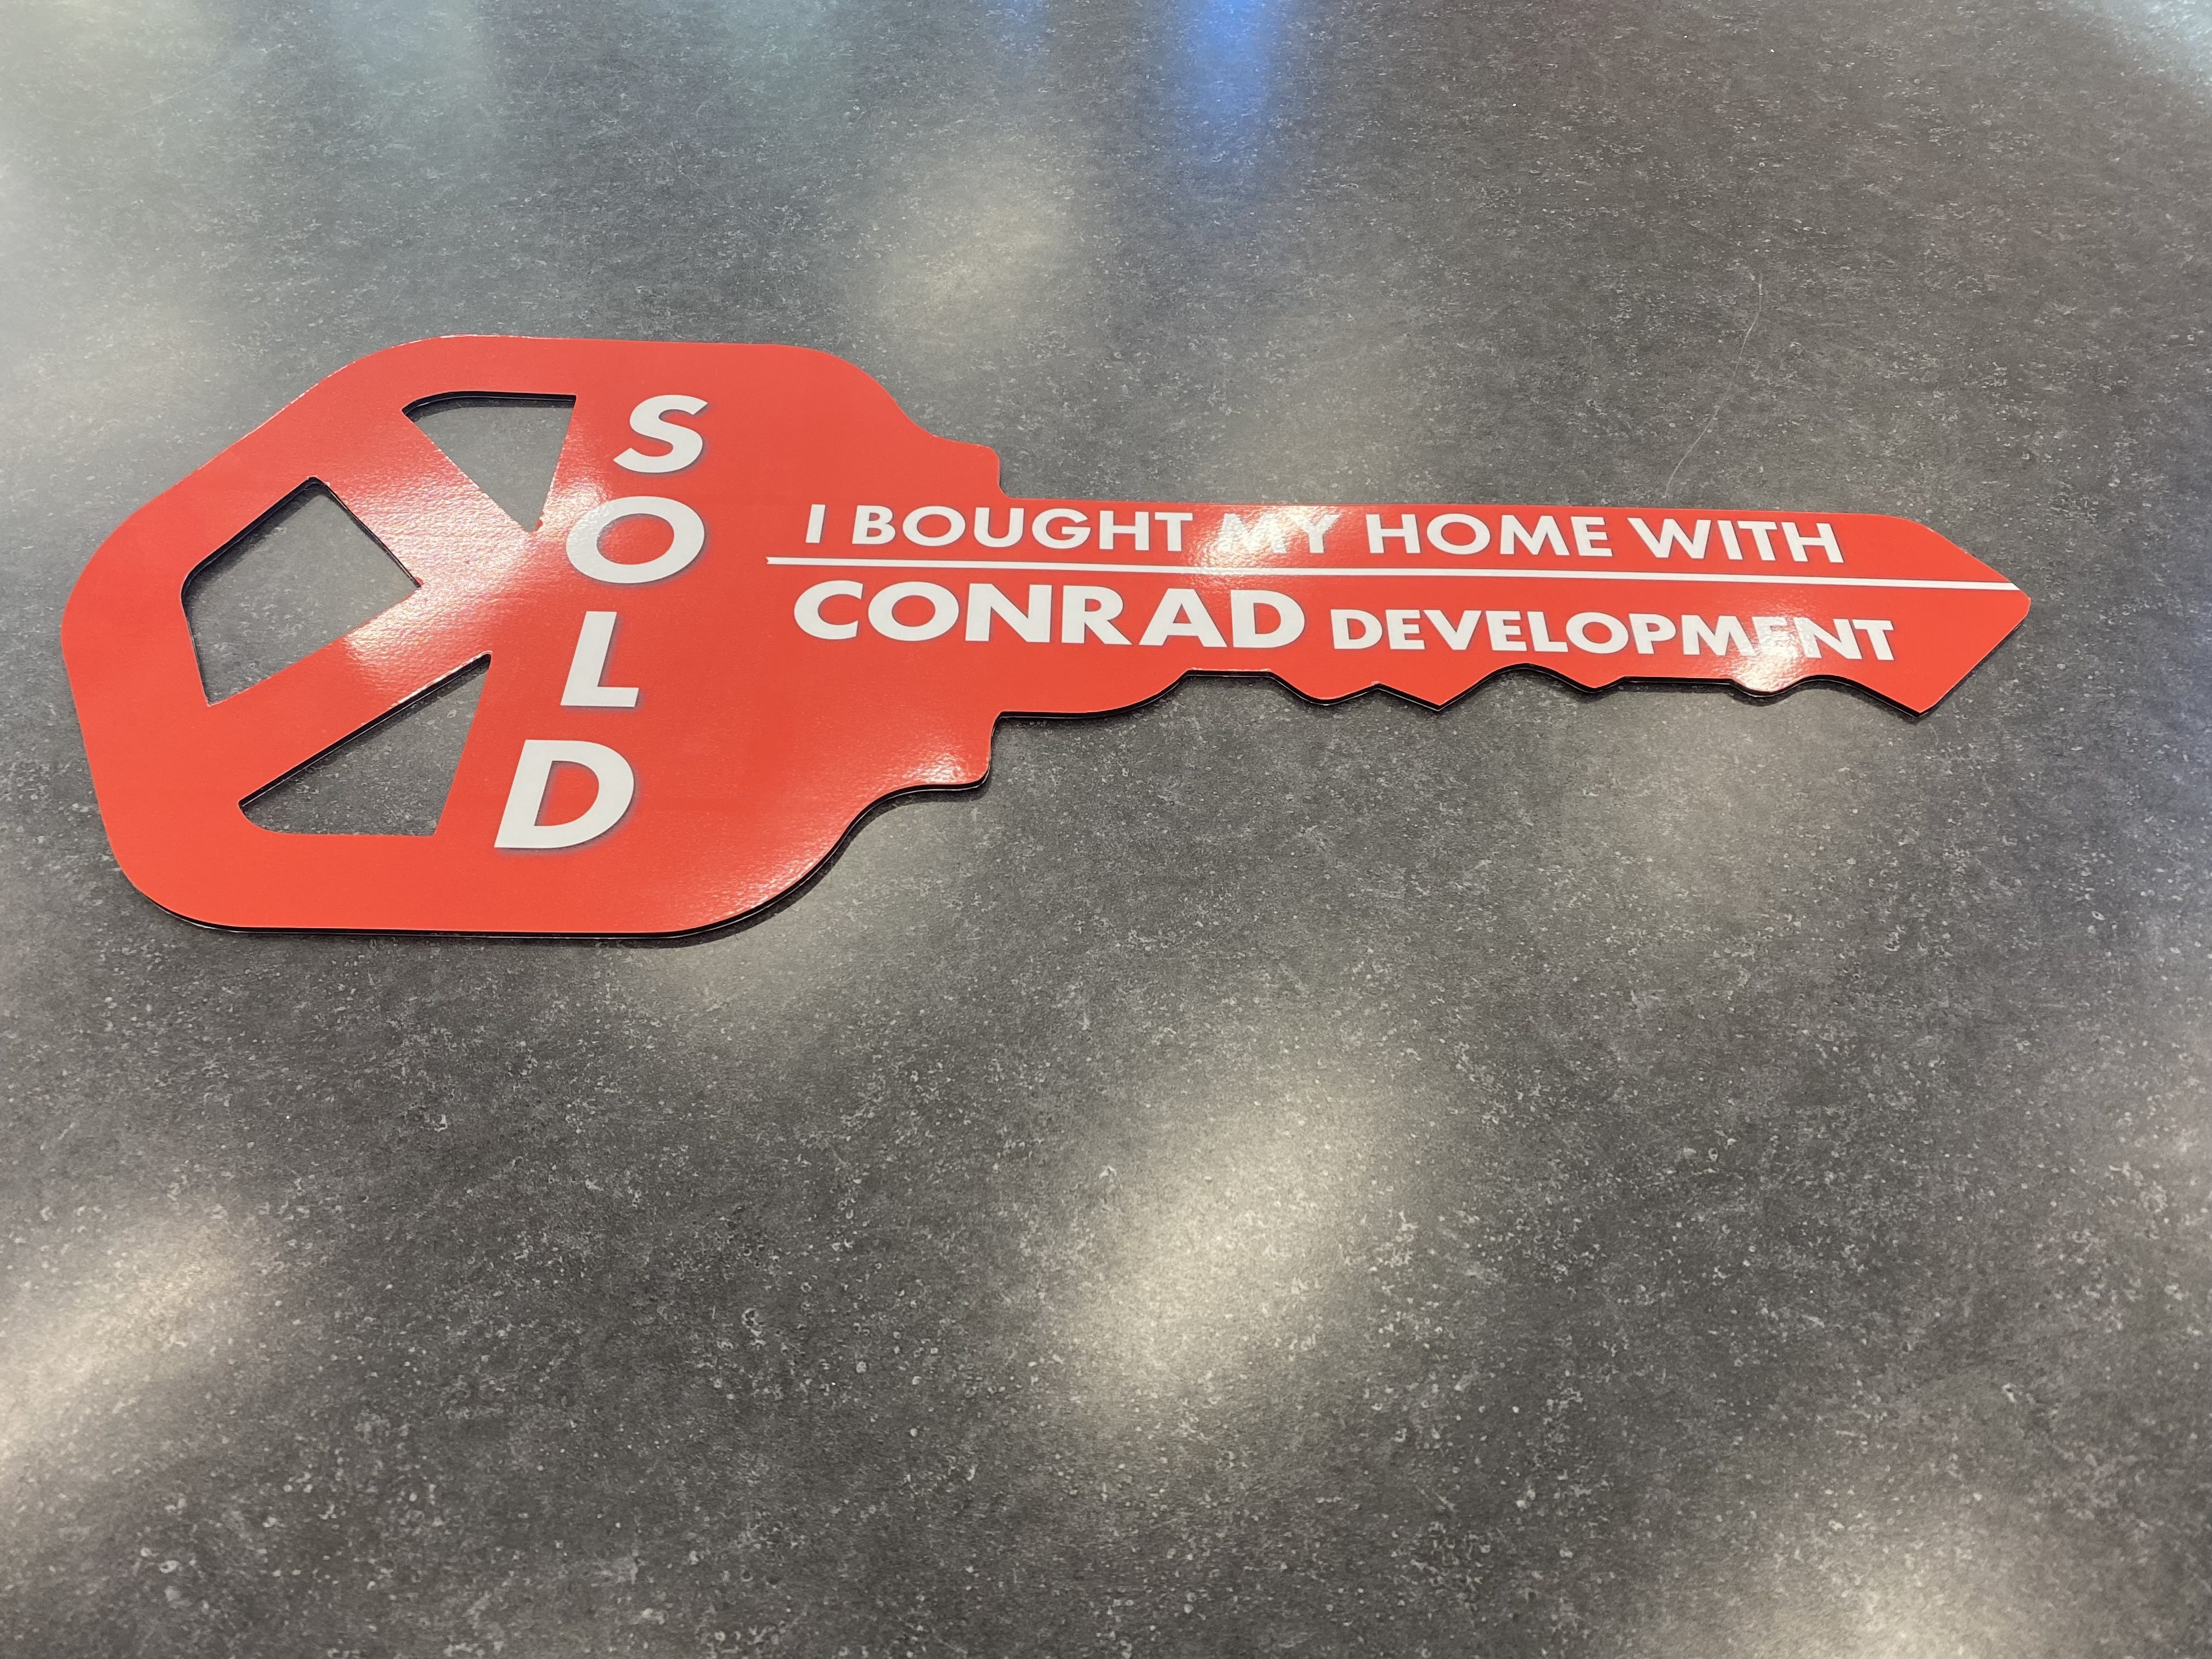 SOLD
I BOUGHT MY HOME WITH
CONRAD DEVELOPMENT